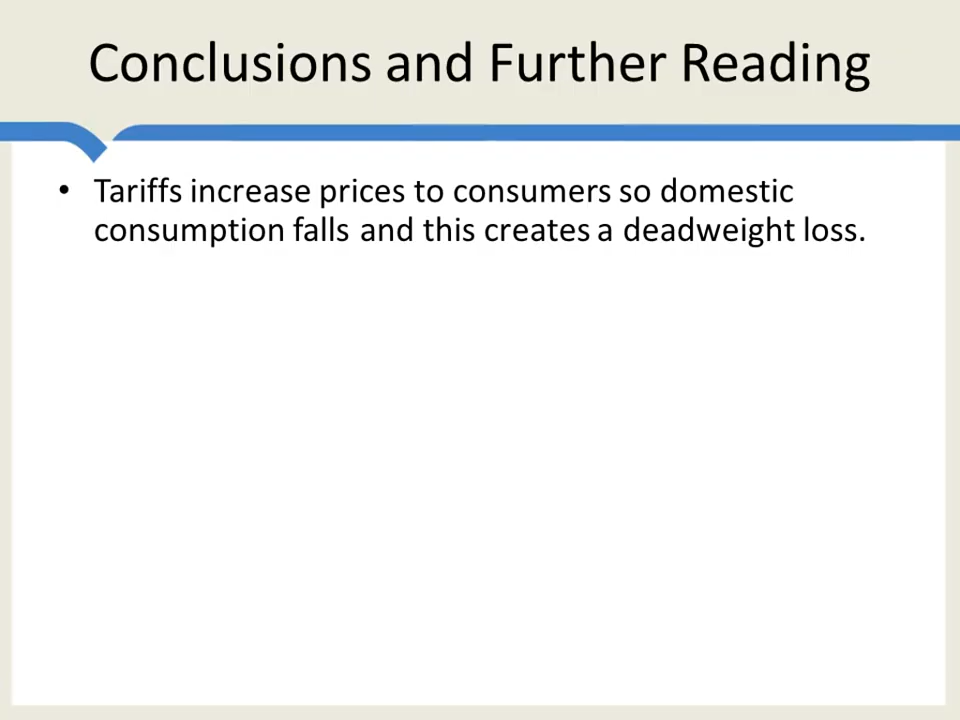 Conclusions and Further Reading
• Tariffs increase prices to consumers so domestic
consumption falls and this creates a deadweight loss.